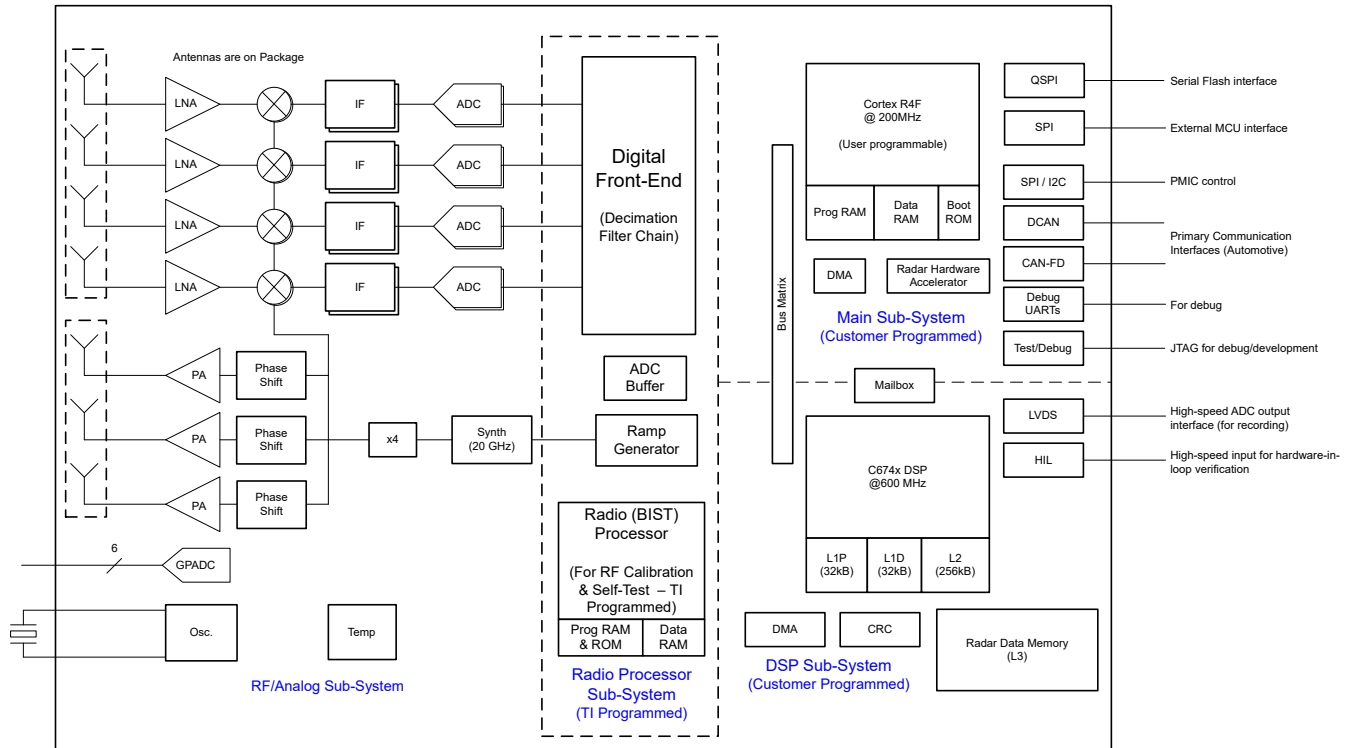 Antennas are on Package
LNA
IF
ADC
LNA
IF
ADC
LNA
IF
ADC
LNA
IF
ADC
PA
Phase
Shift
PA
Phase
Shift
PA
Phase
Shift
x4
Synth
(20 GHz)
6
GPADC
Osc.
Temp
RF/Analog Sub-System
Digital
Front-End
(Decimation
Filter Chain)
ADC
Buffer
Ramp
Generator
Radio (BIST)
Processor
(For RF Calibration
& Self-Test – TI
Programmed)
Prog RAM
& ROM
Data
RAM
Radio Processor
Sub-System
(TI Programmed)
Bus Matrix
Cortex R4F
@ 200MHz
(User programmable)
Prog RAM
Data
RAM
Boot
ROM
DMA
Radar Hardware
Accelerator
Main Sub-System
(Customer Programmed)
Mailbox
C674x DSP
@600 MHz
L1P
(32kB)
L1D
(32kB)
L2
(256kB)
DMA
CRC
DSP Sub-System
(Customer Programmed)
Radar Data Memory
(L3)
QSPI
Serial Flash interface
SPI
External MCU interface
SPI / I2C
PMIC control
DCAN
CAN-FD
Primary Communication
Interfaces (Automotive)
Debug
UARTs
For debug
Test/Debug
JTAG for debug/development
LVDS
High-speed ADC output
interface (for recording)
HIL
High-speed input for hardware-in-
loop verification